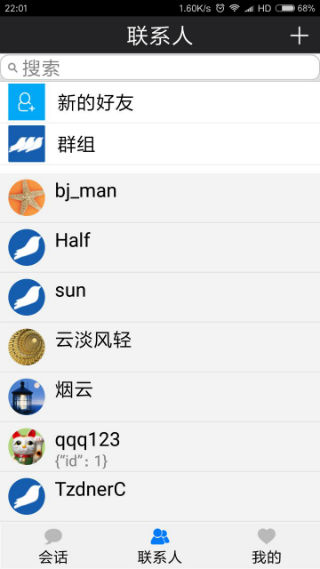 22:01 1.60K/s HD 68%
联系人
搜索
新的好友
群组
bj_man
Half
sun
云淡风轻
烟云
qqq123
{"id": 1}
TzdnerC
会话 联系人 我的